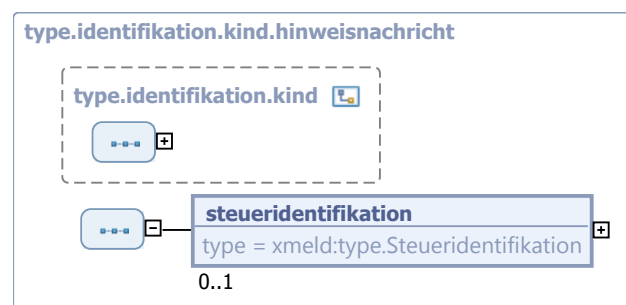 type.identifikation.kind.hinweisnachricht
type.identifikation.kind
steueridentifikation
type = xmeld:type.Steueridentifikation
0..1